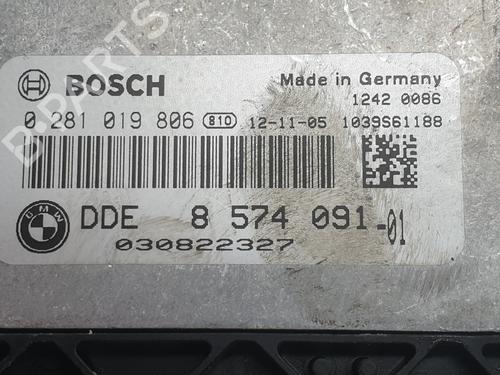 BOSCH Made in Germany
1242 0086
0 281 019 806 810 12-11-05 1039S61188
BMW DDE 8 574 091-01
030822327
B-PARTS